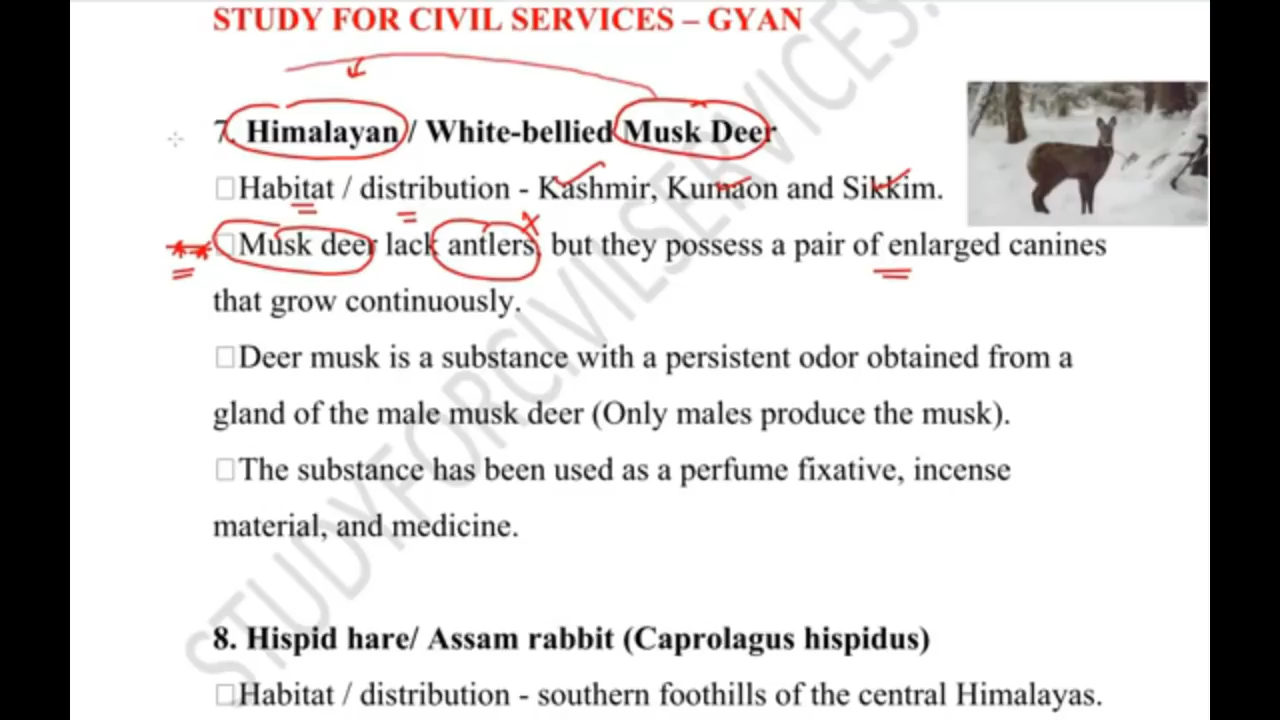 STUDY FOR CIVIL SERVICES – GYAN
7. Himalayan / White-bellied Musk Deer
Habitat / distribution - Kashmir, Kumaon and Sikkim.
Musk deer lack antlers, but they possess a pair of enlarged canines
that grow continuously.
Deer musk is a substance with a persistent odor obtained from a
gland of the male musk deer (Only males produce the musk).
The substance has been used as a perfume fixative, incense
material, and medicine.
8. Hispid hare/ Assam rabbit (Caprolagus hispidus)
Habitat / distribution - southern foothills of the central Himalayas.
STUDYFORCIVILSERVICES.